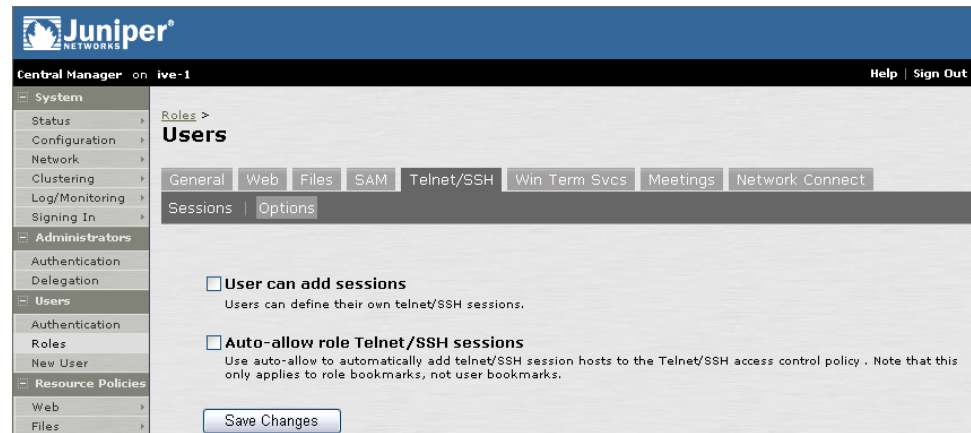 Juniper®
NETWORKS
Central Manager on ive-1
Help | Sign Out
System
Status
Configuration
Network
Clustering
Log/Monitoring
Signing In
Administrators
Authentication
Delegation
Users
Authentication
Roles
New User
Resource Policies
Web
Files
Roles >
Users
General Web Files SAM Telnet/SSH Win Term Svcs Meetings Network Connect
Sessions | Options
User can add sessions
Users can define their own telnet/SSH sessions.
Auto-allow role Telnet/SSH sessions
Use auto-allow to automatically add telnet/SSH session hosts to the Telnet/SSH access control policy . Note that this
only applies to role bookmarks, not user bookmarks.
Save Changes